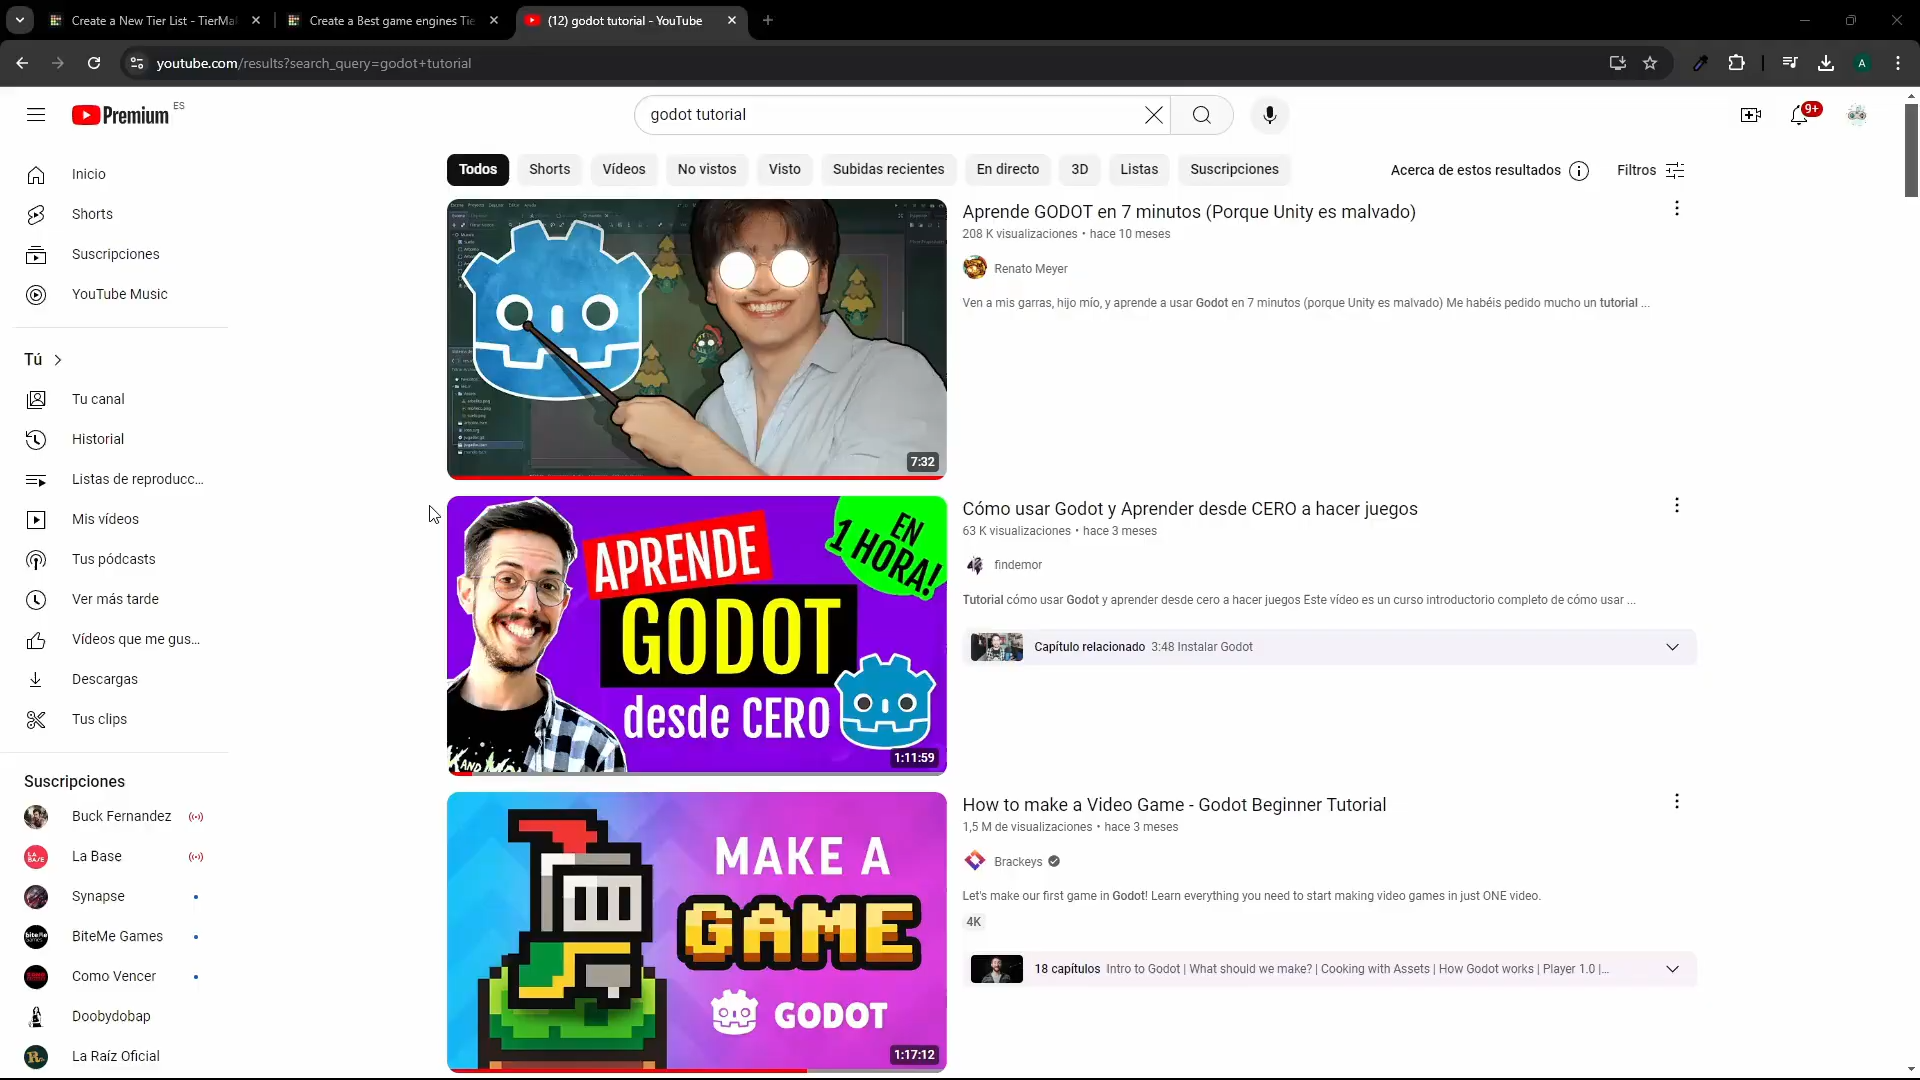 Create a New Tier List - TierMa
Create a Best game engines Tie
(12) godot tutorial - YouTube
youtube.com/results?search_query=godot+tutorial
A
Premium
ES
godot tutorial
9+
Todos
Shorts
Vídeos
No vistos
Visto
Subidas recientes
En directo
3D
Listas
Suscripciones
Acerca de estos resultados
Filtros
Inicio
Shorts
Suscripciones
YouTube Music
Tú
Tu canal
Historial
Listas de reproducc...
Mis vídeos
Tus pódcasts
Ver más tarde
Vídeos que me gus...
Descargas
Tus clips
Suscripciones
Buck Fernandez
La Base
Synapse
BiteMe Games
Como Vencer
Doobydobap
La Raíz Oficial
7:32
Aprende GODOT en 7 minutos (Porque Unity es malvado)
208 K visualizaciones • hace 10 meses
Renato Meyer
Ven a mis garras, hijo mío, y aprende a usar Godot en 7 minutos (porque Unity es malvado) Me habéis pedido mucho un tutorial ...
EN
1 HORA!
APRENDE
GODOT
desde CERO
1:11:59
Cómo usar Godot y Aprender desde CERO a hacer juegos
63 K visualizaciones • hace 3 meses
findemor
Tutorial cómo usar Godot y aprender desde cero a hacer juegos Este vídeo es un curso introductorio completo de cómo usar ...
Capítulo relacionado 3:48 Instalar Godot
MAKE A
GAME
GODOT
1:17:12
How to make a Video Game - Godot Beginner Tutorial
1,5 M de visualizaciones • hace 3 meses
Brackeys
Let's make our first game in Godot! Learn everything you need to start making video games in just ONE video.
4K
18 capítulos Intro to Godot | What should we make? | Cooking with Assets | How Godot works | Player 1.0 |...